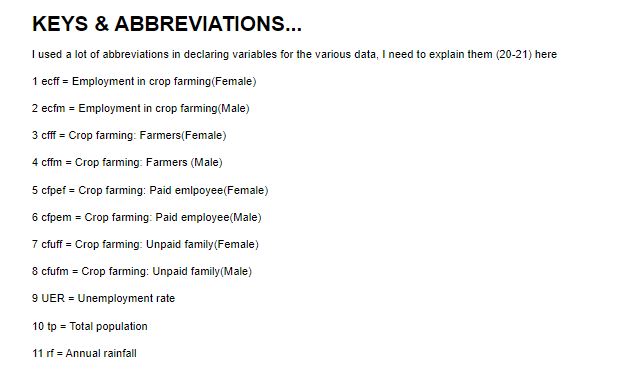 KEYS & ABBREVIATIONS...
I used a lot of abbreviations in declaring variables for the various data, I need to explain them (20-21) here
1 ecff = Employment in crop farming(Female)
2 ecfm = Employment in crop farming(Male)
3 cfff = Crop farming: Farmers(Female)
4 cffm = Crop farming: Farmers (Male)
5 cfpef = Crop farming: Paid emlpoyee(Female)
6 cfpem = Crop farming: Paid employee(Male)
7 cfuff = Crop farming: Unpaid family(Female)
8 cfufm = Crop farming: Unpaid family(Male)
9 UER = Unemployment rate
10 tp = Total population
11 rf = Annual rainfall